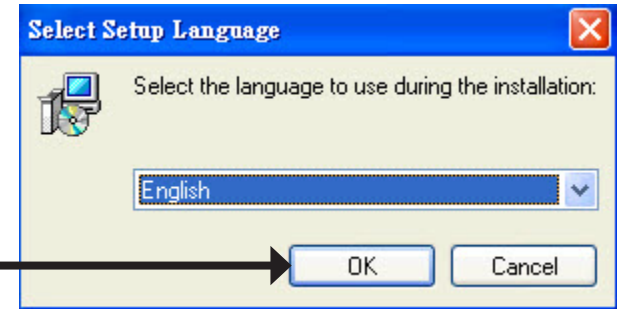 Select Setup Language
Select the language to use during the installation:
English
OK
Cancel